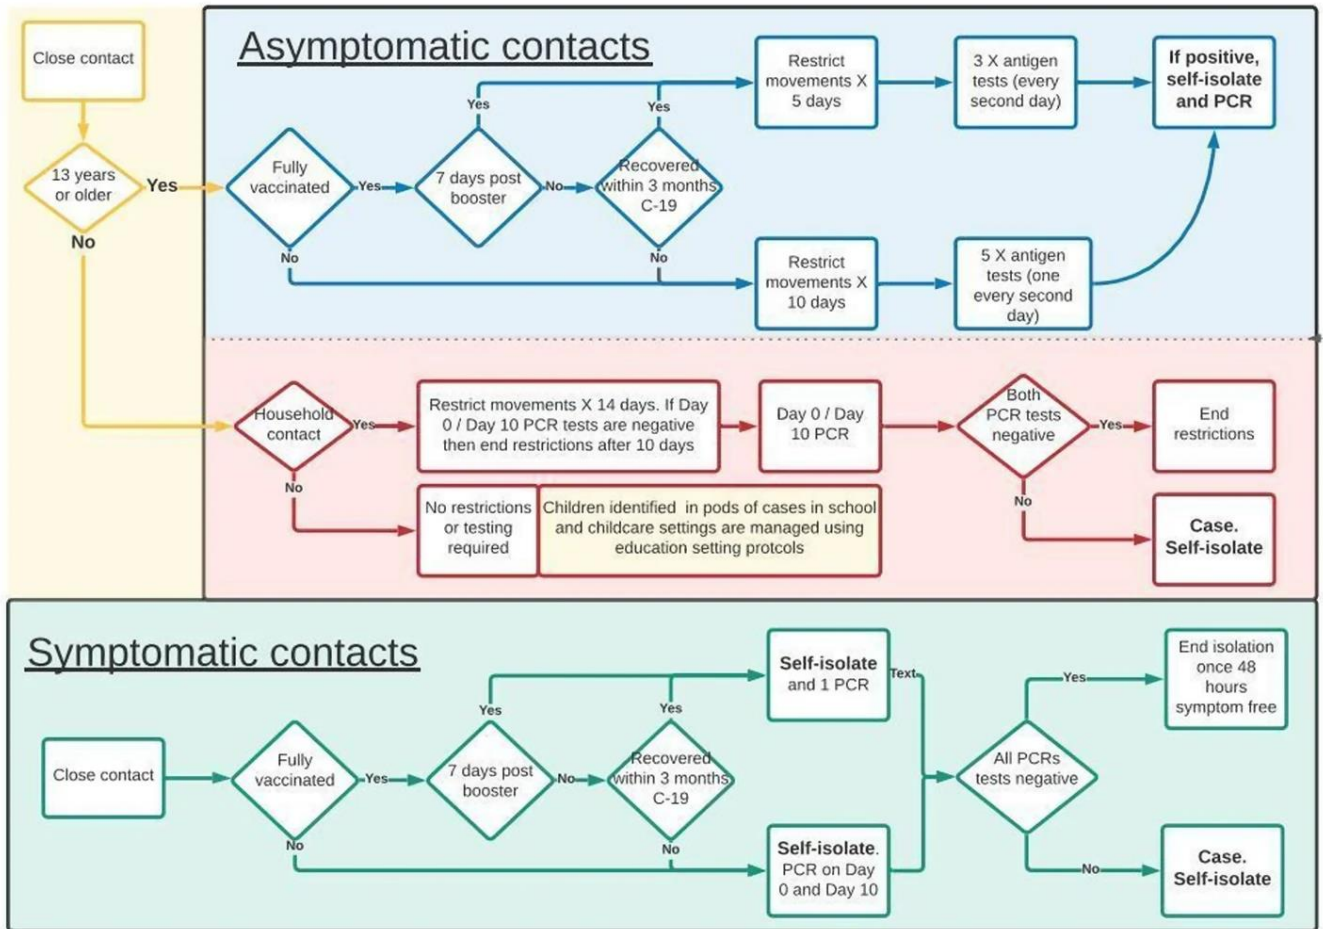 Close contact
13 years
or older
Yes
No
Asymptomatic contacts
Fully
vaccinated
Yes
No
7 days post
booster
Yes
No
Recovered
within 3 months
C-19
Yes
No
Restrict
movements X
5 days
3 X antigen
tests (every
second day)
If positive,
self-isolate
and PCR
Restrict
movements X
10 days
5 X antigen
tests (one
every second
day)
Household
contact
Yes
No
Restrict movements X 14 days. If Day
0 / Day 10 PCR tests are negative
then end restrictions after 10 days
Day 0 / Day
10 PCR
Both
PCR tests
negative
Yes
No
End
restrictions
Case.
Self-isolate
No restrictions
or testing
required
Children identified in pods of cases in school
and childcare settings are managed using
education setting protcols
Symptomatic contacts
Close contact
Fully
vaccinated
Yes
No
7 days post
booster
Yes
No
Recovered
within 3 months
C-19
Yes
No
Self-isolate
and 1 PCR
Text
Self-isolate.
PCR on Day
0 and Day 10
All PCRs
tests negative
Yes
No
End isolation
once 48
hours
symptom free
Case.
Self-isolate